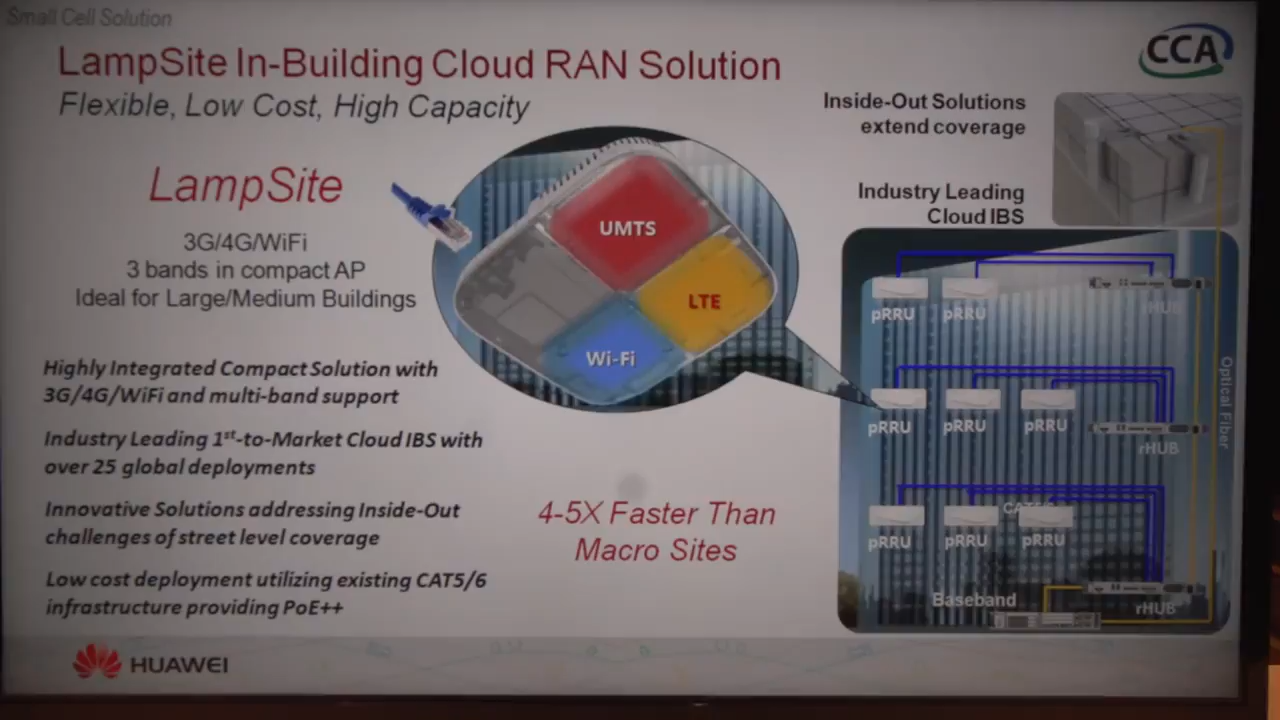 Small Cell Solution
LampSite In-Building Cloud RAN Solution
Flexible, Low Cost, High Capacity
CCA
Inside-Out Solutions
extend coverage
Industry Leading
Cloud IBS
LampSite
3G/4G/WiFi
3 bands in compact AP
Ideal for Large/Medium Buildings
UMTS
LTE
Wi-Fi
Highly Integrated Compact Solution with
3G/4G/WiFi and multi-band support
Industry Leading 1st-to-Market Cloud IBS with
over 25 global deployments
Innovative Solutions addressing Inside-Out
challenges of street level coverage
Low cost deployment utilizing existing CAT5/6
infrastructure providing PoE++
4-5X Faster Than
Macro Sites
pRRU
pRRU
rHUB
pRRU
pRRU
pRRU
rHUB
Optical Fiber
pRRU
pRRU
pRRU
Baseband
rHUB
HUAWEI